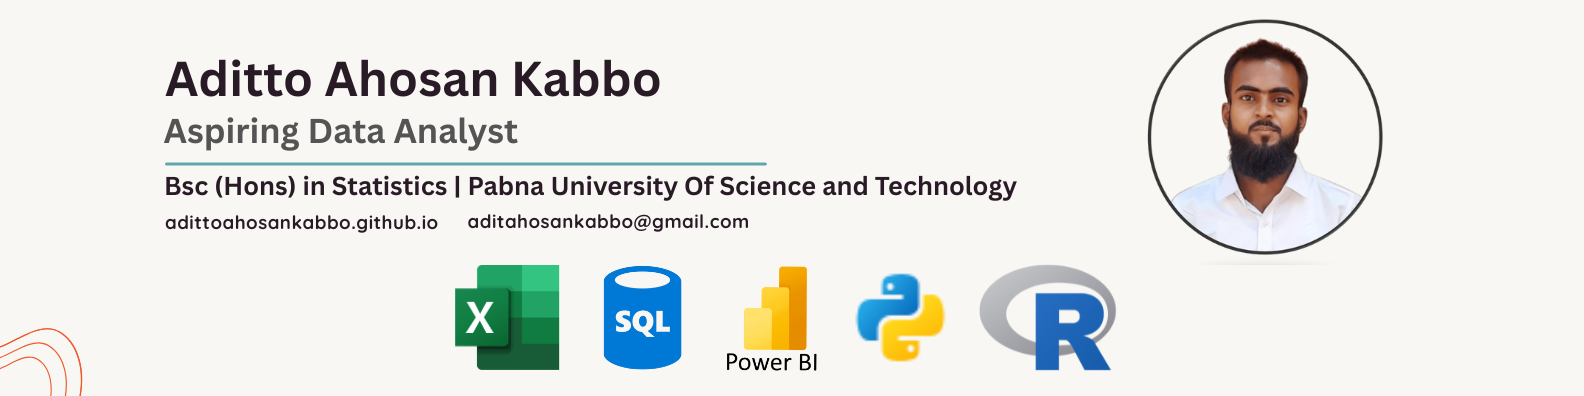 Aditto Ahosan Kabbo
Aspiring Data Analyst
Bsc (Hons) in Statistics | Pabna University Of Science and Technology
adittoahosankabbo.github.io aditahosankabbo@gmail.com
X SQL R
Power BI